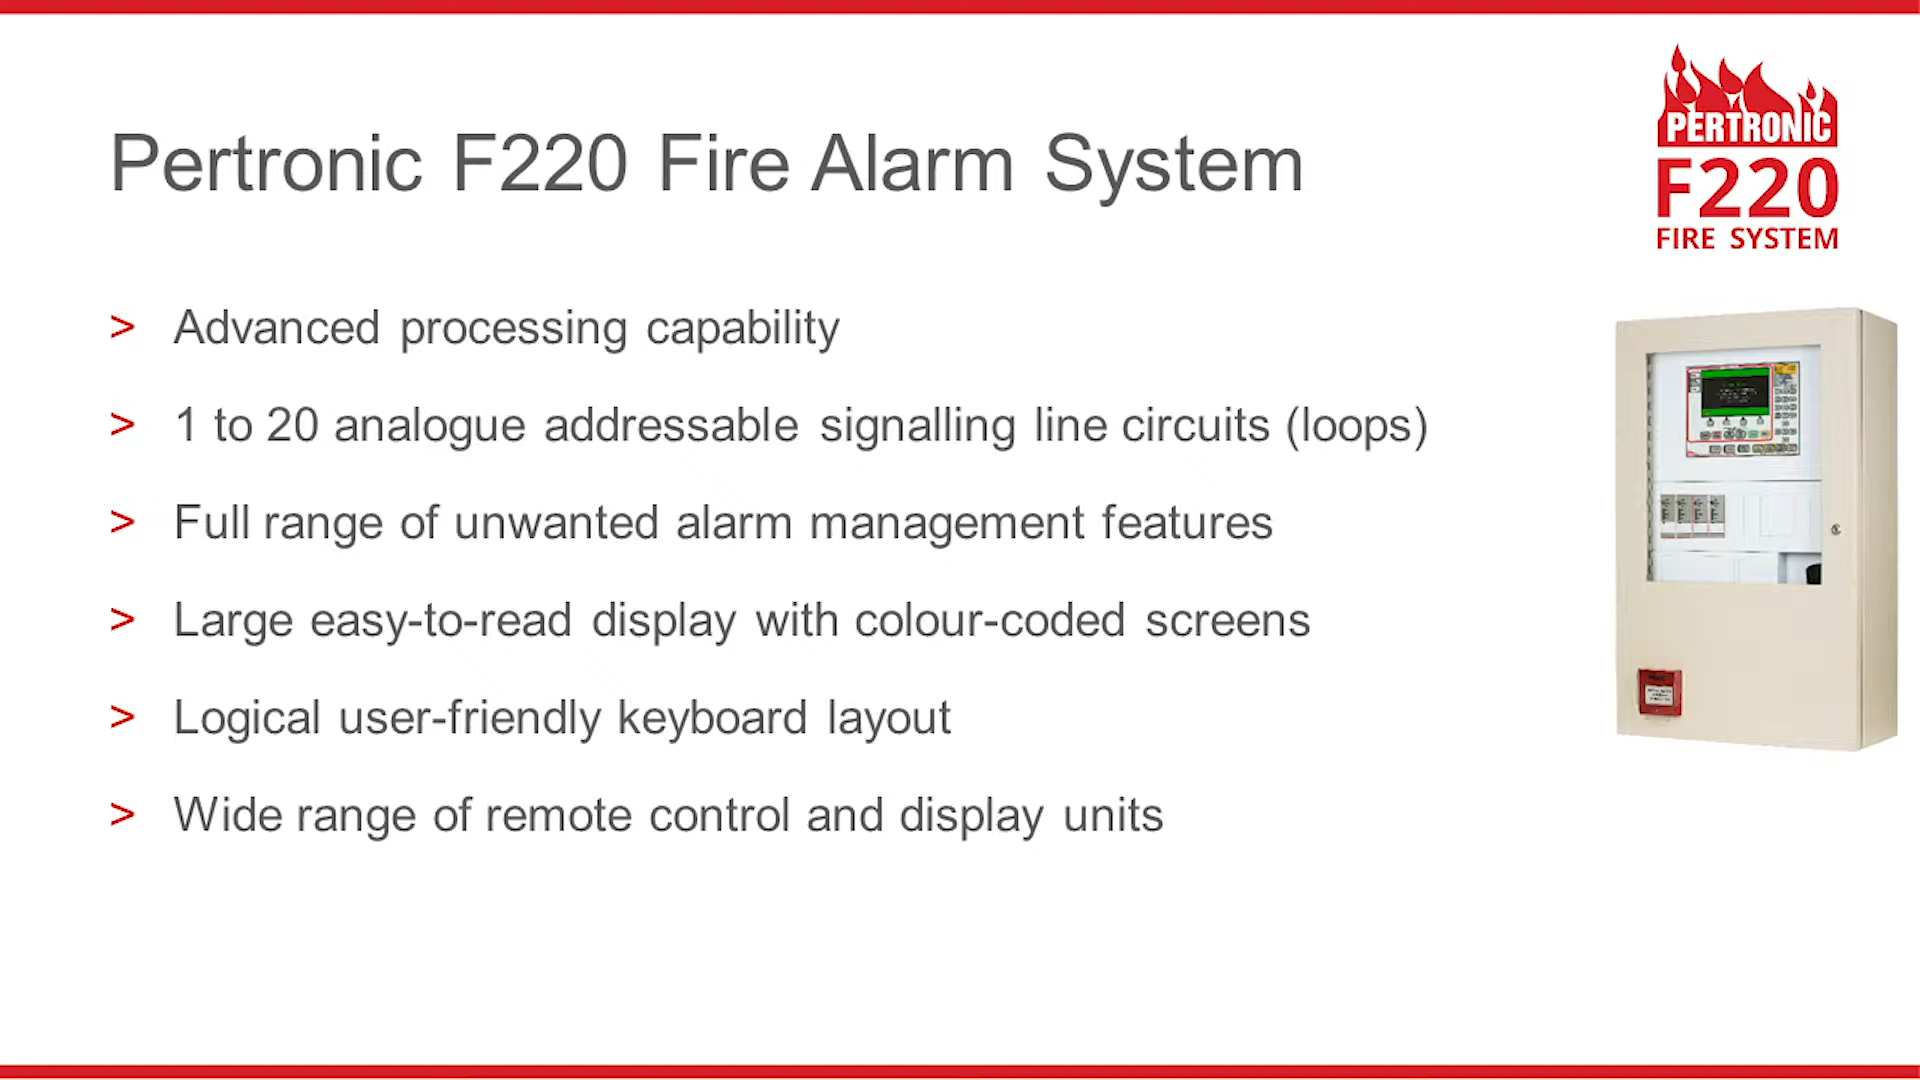 Pertronic F220 Fire Alarm System
PERTRONIC
F220
FIRE SYSTEM
> Advanced processing capability
> 1 to 20 analogue addressable signalling line circuits (loops)
> Full range of unwanted alarm management features
> Large easy-to-read display with colour-coded screens
> Logical user-friendly keyboard layout
> Wide range of remote control and display units